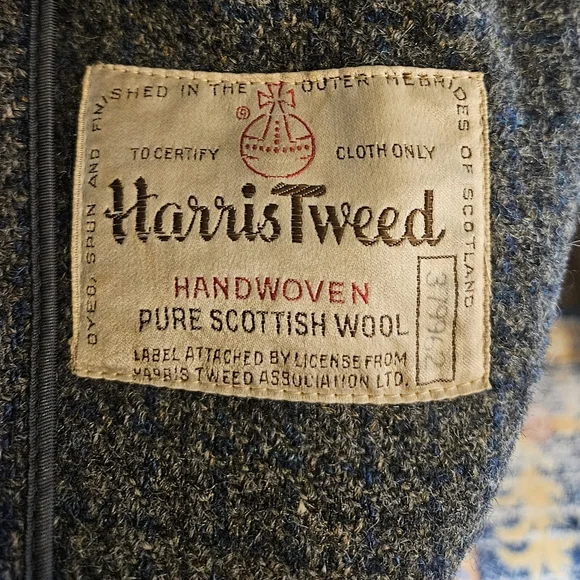 DYED, SPUN AND FINISHED IN THE OUTER HEBRIDES OF SCOTLAND
®
TO CERTIFY CLOTH ONLY
Harris Tweed
HANDWOVEN
PURE SCOTTISH WOOL
LABEL ATTACHED BY LICENSE FROM
HARRIS TWEED ASSOCIATION LTD.